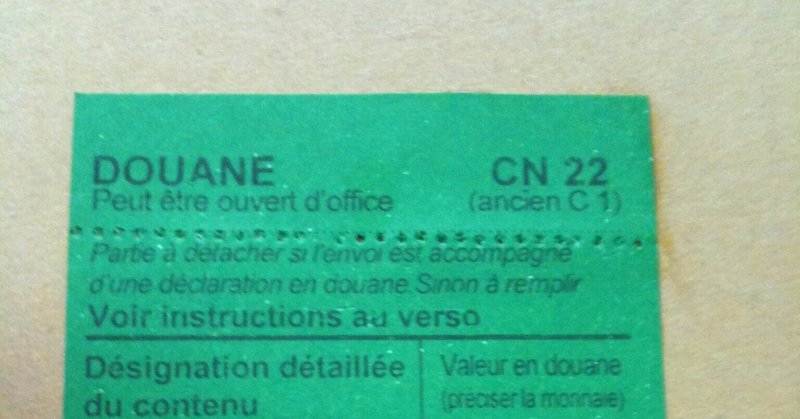 DOUANE CN 22
Peut être ouvert d'office (ancien C 1)
Partie à détacher si l'envoi est accompagné
d'une déclaration en douane.Sinon à remplir
Voir instructions au verso
Désignation détaillée Valeur en douane
du contenu (préciser la monnaie)